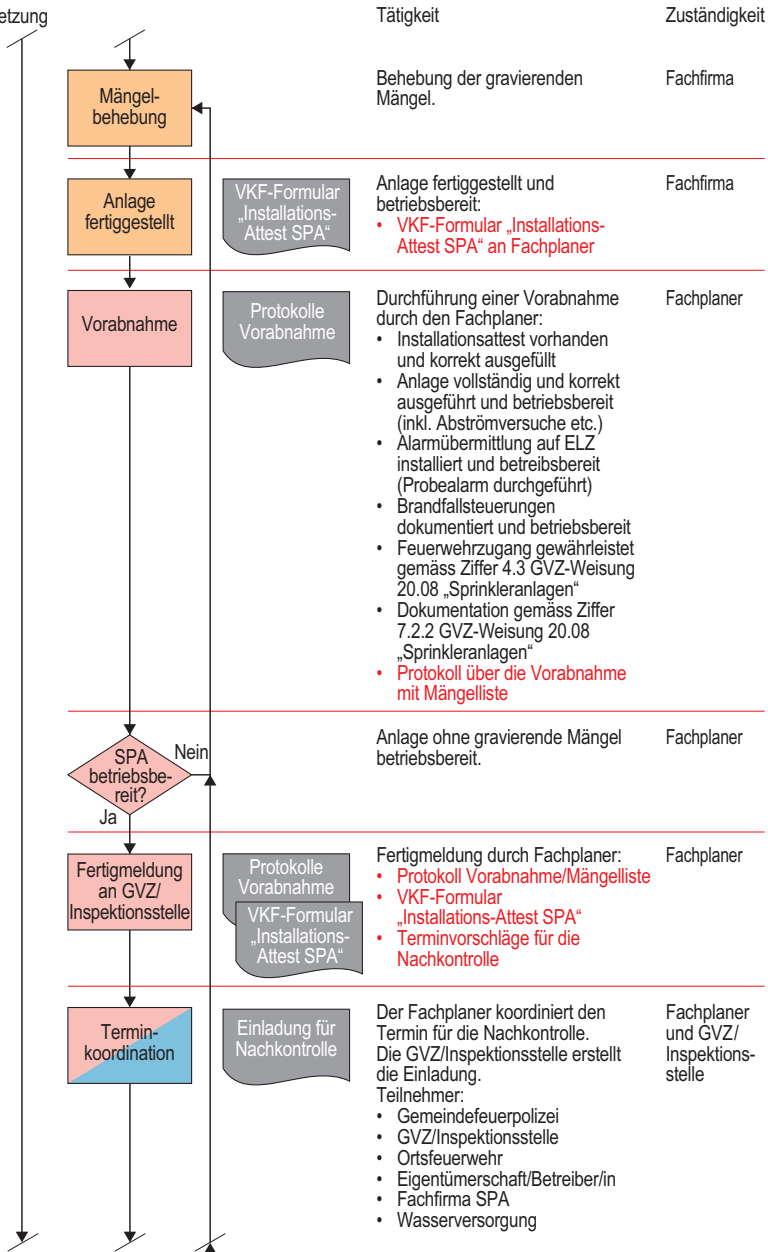 etzung
Tätigkeit
Zuständigkeit
Mängel-
behebung
Behebung der gravierenden
Mängel.
Fachfirma
Anlage
fertiggestellt
VKF-Formular
„Installations-
Attest SPA“
Anlage fertiggestellt und
betriebsbereit:
• VKF-Formular „Installations-
Attest SPA“ an Fachplaner
Fachfirma
Vorabnahme
Protokolle
Vorabnahme
Durchführung einer Vorabnahme
durch den Fachplaner:
• Installationsattest vorhanden
und korrekt ausgefüllt
• Anlage vollständig und korrekt
ausgeführt und betriebsbereit
(inkl. Abströmversuche etc.)
• Alarmübermittlung auf ELZ
installiert und betreibsbereit
(Probealarm durchgeführt)
• Brandfallsteuerungen
dokumentiert und betriebsbereit
• Feuerwehrzugang gewährleistet
gemäss Ziffer 4.3 GVZ-Weisung
20.08 „Sprinkleranlagen“
• Dokumentation gemäss Ziffer
7.2.2 GVZ-Weisung 20.08
„Sprinkleranlagen“
• Protokoll über die Vorabnahme
mit Mängelliste
Fachplaner
SPA
betriebsbe-
reit?
Nein
Ja
Anlage ohne gravierende Mängel
betriebsbereit.
Fachplaner
Fertigmeldung
an GVZ/
Inspektionsstelle
Protokolle
Vorabnahme
VKF-Formular
„Installations-
Attest SPA“
Fertigmeldung durch Fachplaner:
• Protokoll Vorabnahme/Mängelliste
• VKF-Formular
„Installations-Attest SPA“
• Terminvorschläge für die
Nachkontrolle
Fachplaner
Termin-
koordination
Einladung für
Nachkontrolle
Der Fachplaner koordiniert den
Termin für die Nachkontrolle.
Die GVZ/Inspektionsstelle erstellt
die Einladung.
Teilnehmer:
• Gemeindefeuerpolizei
• GVZ/Inspektionsstelle
• Ortsfeuerwehr
• Eigentümerschaft/Betreiber/in
• Fachfirma SPA
• Wasserversorgung
Fachplaner
und GVZ/
Inspektions-
stelle